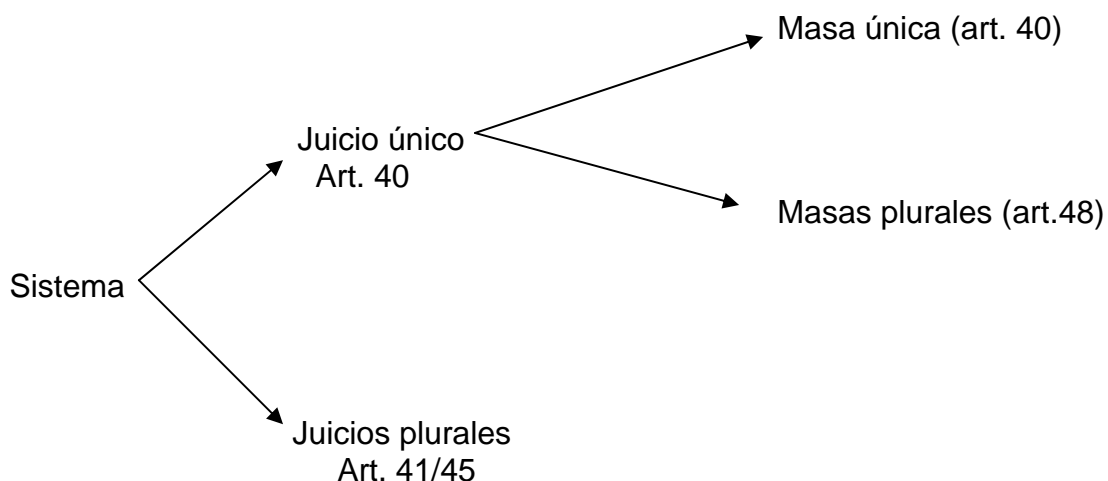 Masa única (art. 40)
Juicio único
Art. 40
Masas plurales (art.48)
Sistema
Juicios plurales
Art. 41/45